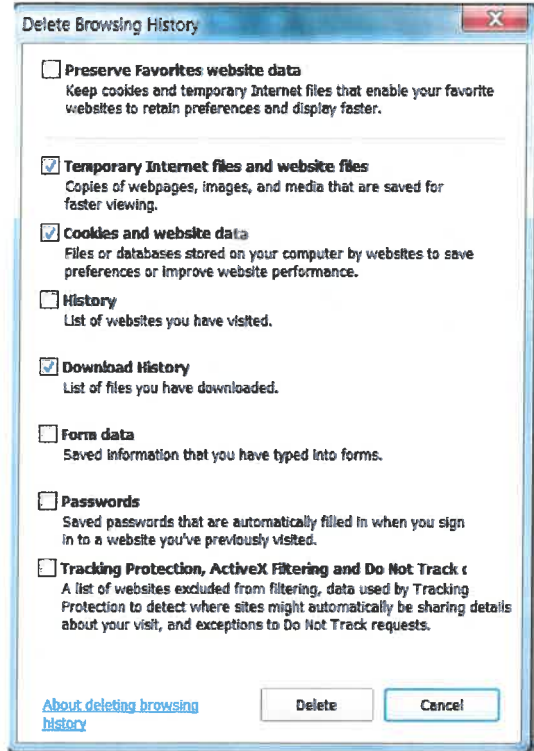 Delete Browsing History
Preserve Favorites website data
Keep cookies and temporary Internet files that enable your favorite
websites to retain preferences and display faster.
Temporary Internet files and website files
Copies of webpages, images, and media that are saved for
faster viewing.
Cookies and website data
Files or databases stored on your computer by websites to save
preferences or improve website performance.
History
List of websites you have visited.
Download History
List of files you have downloaded.
Form data
Saved information that you have typed into forms.
Passwords
Saved passwords that are automatically filled in when you sign
in to a website you've previously visited.
Tracking Protection, ActiveX Filtering and Do Not Track
A list of websites excluded from filtering, data used by Tracking
Protection to detect where sites might automatically be sharing details
about your visit, and exceptions to Do Not Track requests.
About deleting browsing
history
Delete
Cancel